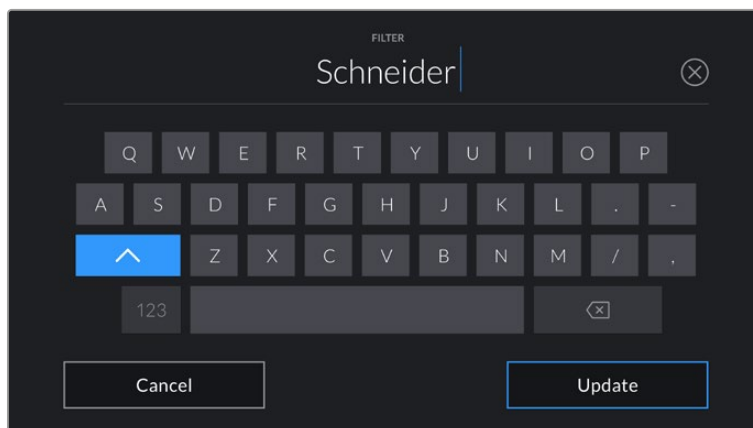 FILTER
Schneider
Q W E R T Y U I O P
A S D F G H J K L . -
Z X C V B N M / ,
123
Cancel Update